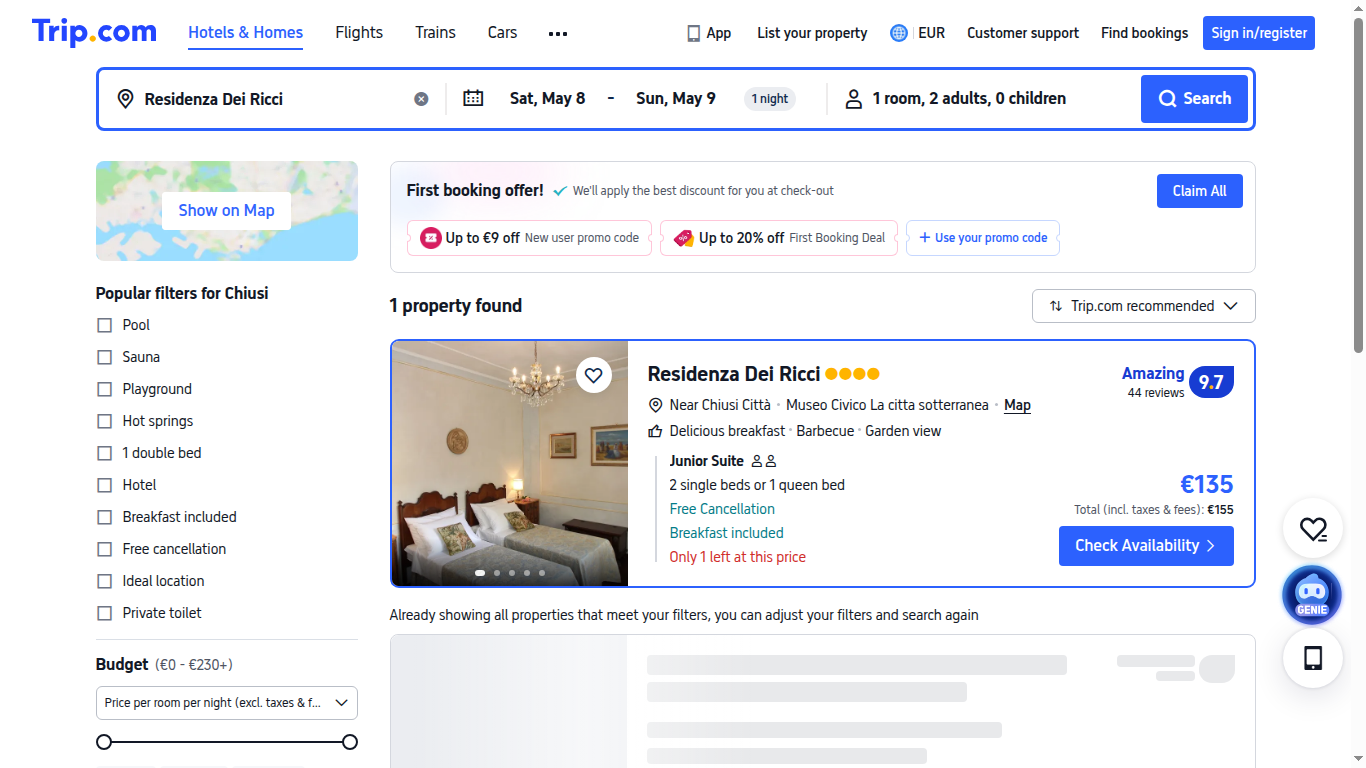 Trip.com
Hotels & Homes
Flights
Trains
Cars
App
List your property
EUR
Customer support
Find bookings
Sign in/register
Residenza Dei Ricci
Sat, May 8 - Sun, May 9
1 night
1 room, 2 adults, 0 children
Search
Show on Map
First booking offer!
We'll apply the best discount for you at check-out
Claim All
Up to €9 off New user promo code
Up to 20% off First Booking Deal
+ Use your promo code
Popular filters for Chiusi
Pool
Sauna
Playground
Hot springs
1 double bed
Hotel
Breakfast included
Free cancellation
Ideal location
Private toilet
Budget (€0 - €230+)
Price per room per night (excl. taxes & f...
1 property found
Trip.com recommended
Residenza Dei Ricci
Amazing
44 reviews
9.7
Near Chiusi Città · Museo Civico La citta sotterranea · Map
Delicious breakfast · Barbecue · Garden view
Junior Suite
2 single beds or 1 queen bed
Free Cancellation
Breakfast included
Only 1 left at this price
€135
Total (incl. taxes & fees): €155
Check Availability
Already showing all properties that meet your filters, you can adjust your filters and search again
GENIE